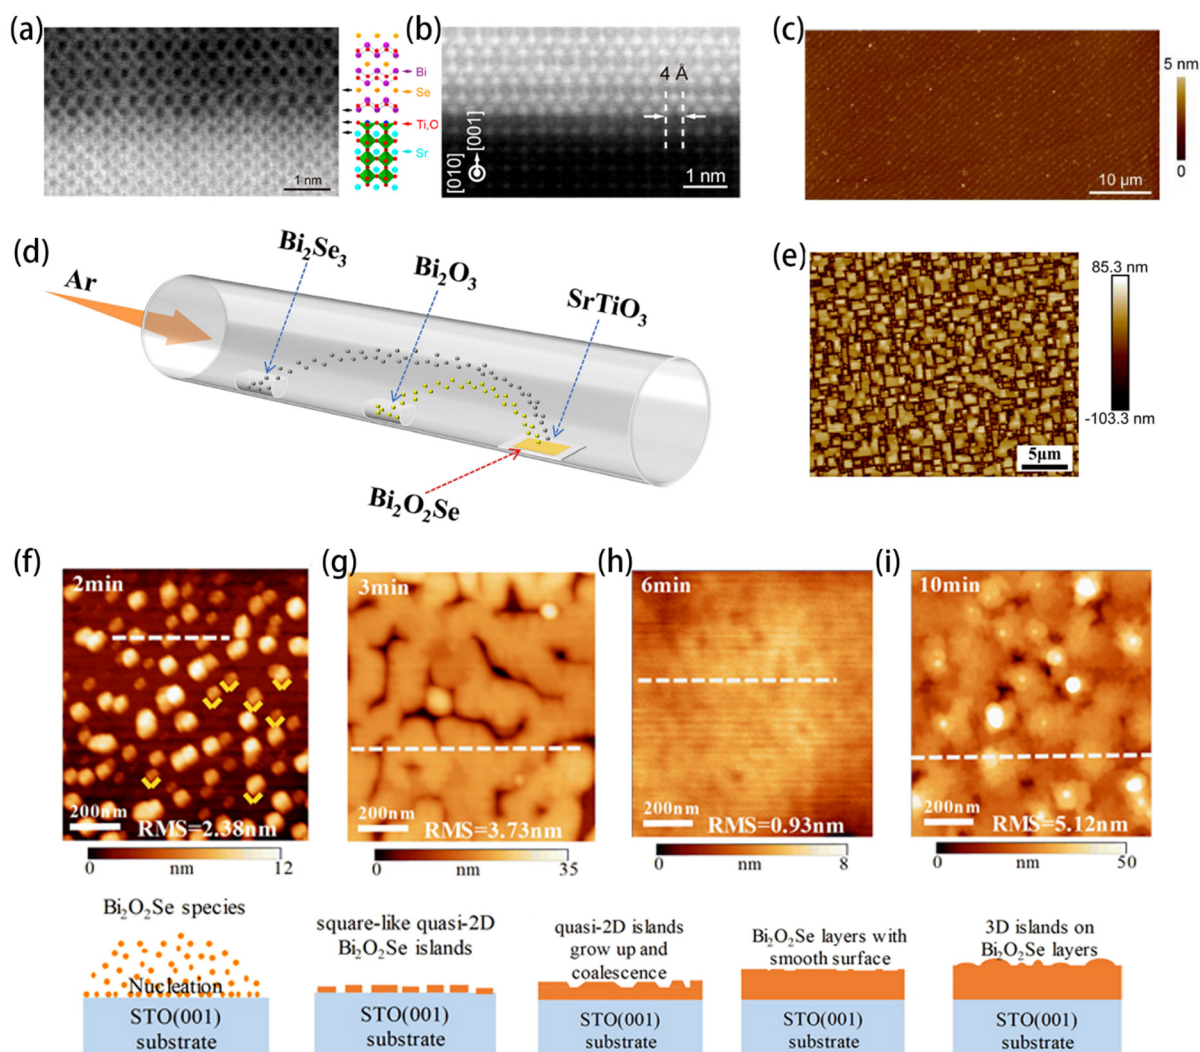 (a)
Bi
Se
Ti,O
Sr
1 nm
(b)
4 Å
[010]
[001]
1 nm
(c)
5 nm
0
10 μm
(d)
Ar
Bi₂Se₃
Bi₂O₃
SrTiO₃
Bi₂O₂Se
(e)
85.3 nm
-103.3 nm
5μm
(f)
2min
200nm
RMS=2.38nm
0 nm 12
(g)
3min
200nm
RMS=3.73nm
0 nm 35
(h)
6min
200nm
RMS=0.93nm
0 nm 8
(i)
10min
200nm
RMS=5.12nm
0 nm 50
Bi₂O₂Se species
Nucleation
STO(001)
substrate
square-like quasi-2D
Bi₂O₂Se islands
STO(001)
substrate
quasi-2D islands
grow up and
coalescence
STO(001)
substrate
Bi₂O₂Se layers with
smooth surface
STO(001)
substrate
3D islands on
Bi₂O₂Se layers
STO(001)
substrate